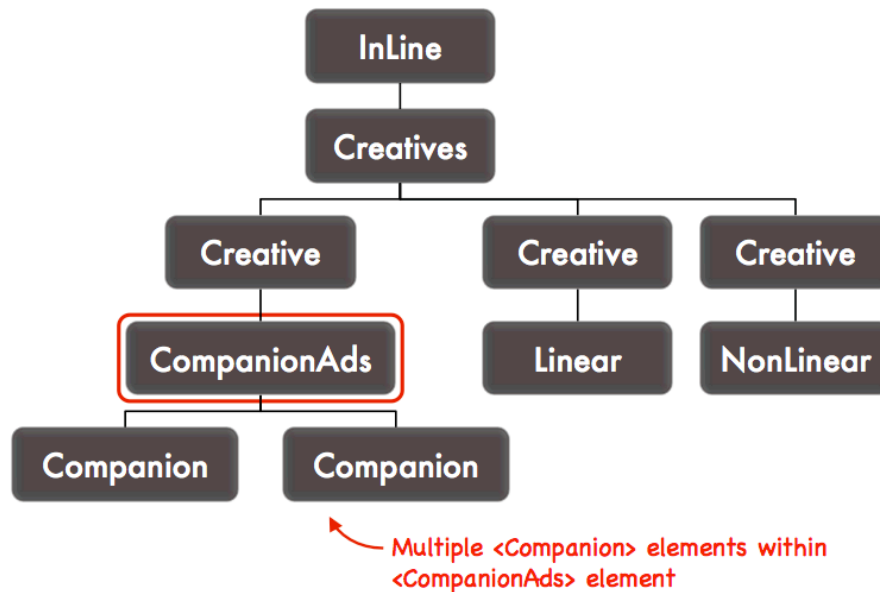 InLine
Creatives
Creative
Creative
Creative
CompanionAds
Linear
NonLinear
Companion
Companion
Multiple <Companion> elements within
<CompanionAds> element